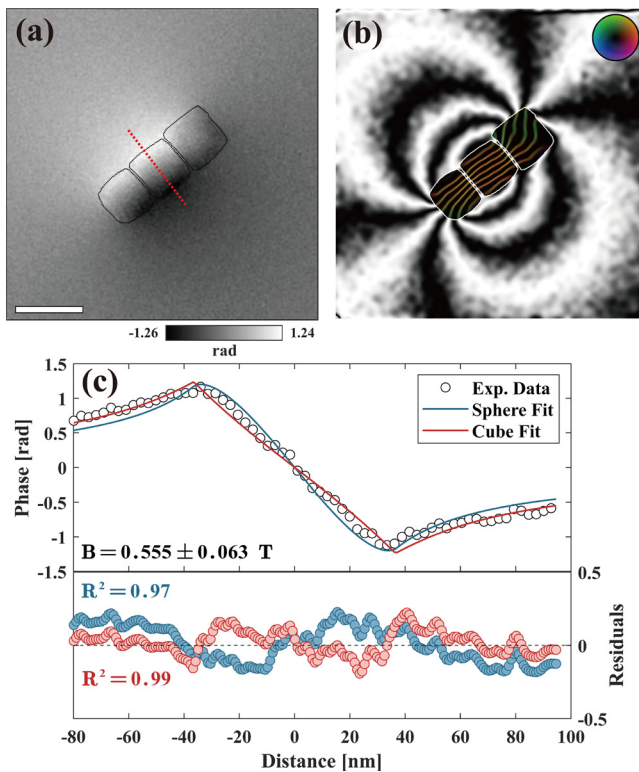 (a)
(b)
-1.26 1.24
rad
(c)
1.5
1
0.5
0
-0.5
-1
-1.5
Phase [rad]
Exp. Data
Sphere Fit
Cube Fit
B = 0.555 ± 0.063 T
R² = 0.97
R² = 0.99
0.5
0
-0.5
Residuals
-80 -60 -40 -20 0 20 40 60 80 100
Distance [nm]